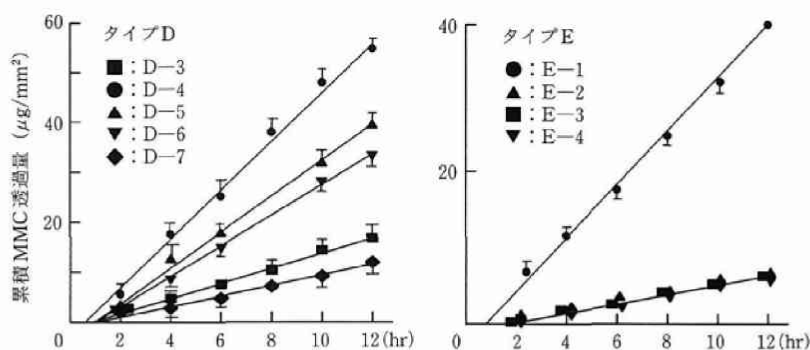 累積MMC透過量 (μg/mm²)
60
40
20
タイプD
■:D—3
●:D—4
▲:D—5
▼:D—6
◆:D—7
2 4 6 8 10 12(hr)
40
20
0
タイプE
●:E—1
▲:E—2
■:E—3
▼:E—4
2 4 6 8 10 12(hr)